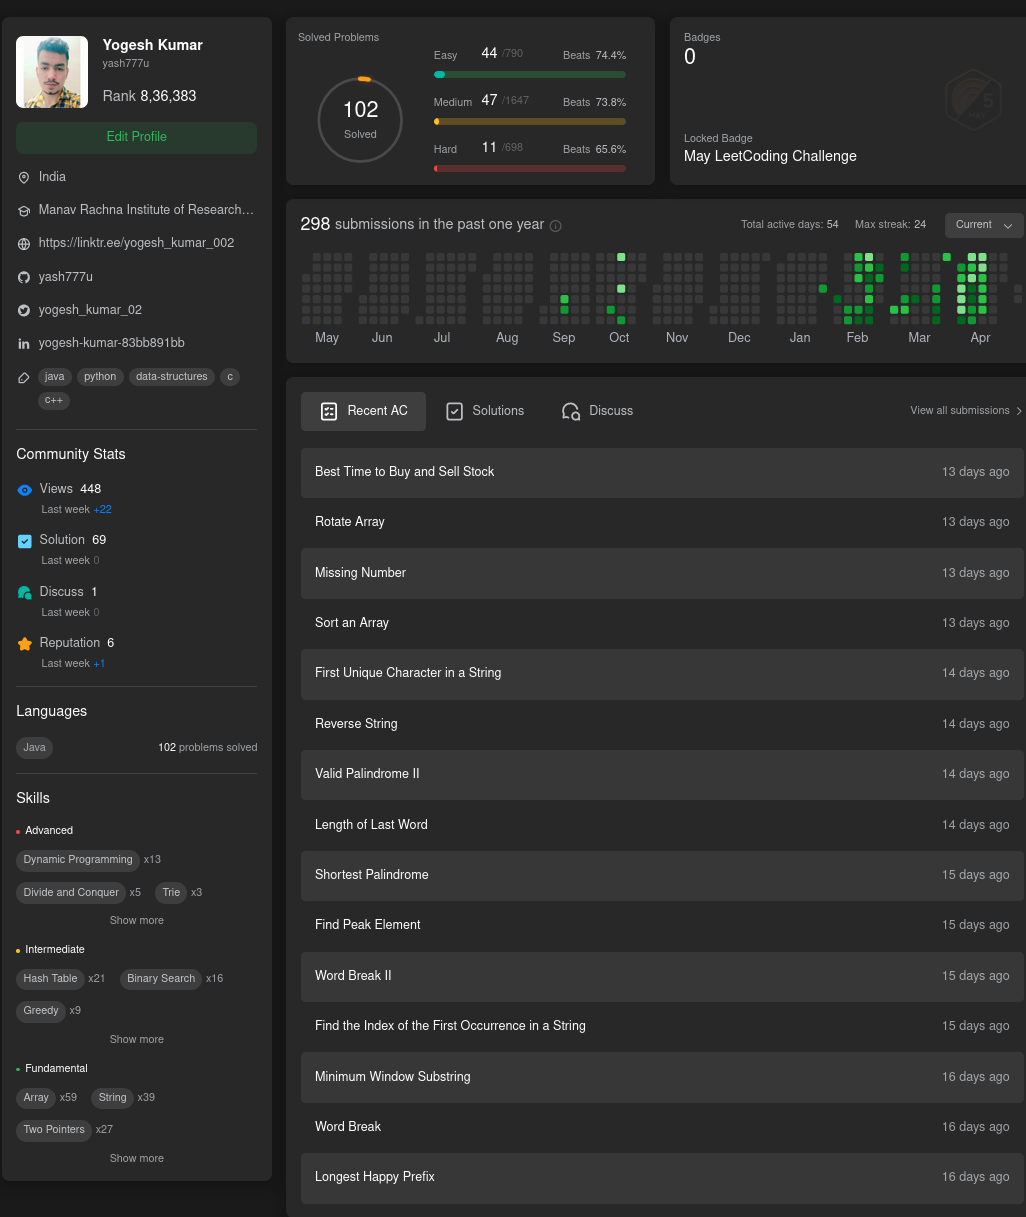 Yogesh Kumar
yash777u
Rank 8,36,383
Edit Profile
India
Manav Rachna Institute of Research…
https://linktr.ee/yogesh_kumar_002
yash777u
yogesh_kumar_02
yogesh-kumar-83bb891bb
java python data-structures c
c++
Community Stats
Views 448
Last week +22
Solution 69
Last week 0
Discuss 1
Last week 0
Reputation 6
Last week +1
Languages
Java 102 problems solved
Skills
Advanced
Dynamic Programming x13
Divide and Conquer x5 Trie x3
Show more
Intermediate
Hash Table x21 Binary Search x16
Greedy x9
Show more
Fundamental
Array x59 String x39
Two Pointers x27
Show more
Solved Problems
102
Solved
Easy 44 /790 Beats 74.4%
Medium 47 /1647 Beats 73.8%
Hard 11 /698 Beats 65.6%
Badges
0
5
MAY
Locked Badge
May LeetCoding Challenge
298 submissions in the past one year
Total active days: 54 Max streak: 24 Current
May Jun Jul Aug Sep Oct Nov Dec Jan Feb Mar Apr
Recent AC Solutions Discuss View all submissions
Best Time to Buy and Sell Stock 13 days ago
Rotate Array 13 days ago
Missing Number 13 days ago
Sort an Array 13 days ago
First Unique Character in a String 14 days ago
Reverse String 14 days ago
Valid Palindrome II 14 days ago
Length of Last Word 14 days ago
Shortest Palindrome 15 days ago
Find Peak Element 15 days ago
Word Break II 15 days ago
Find the Index of the First Occurrence in a String 15 days ago
Minimum Window Substring 16 days ago
Word Break 16 days ago
Longest Happy Prefix 16 days ago